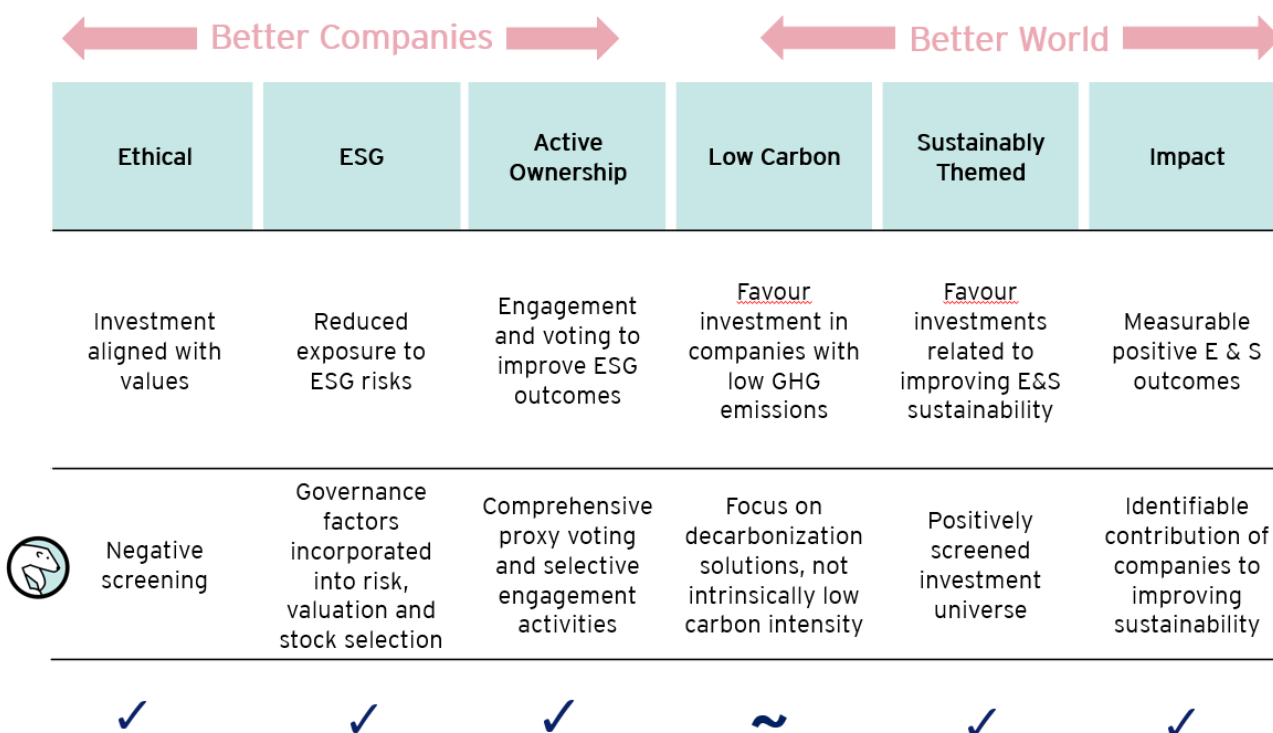 Better Companies
Better World
Ethical
ESG
Active
Ownership
Low Carbon
Sustainably
Themed
Impact
Investment
aligned with
values
Reduced
exposure to
ESG risks
Engagement
and voting to
improve ESG
outcomes
Favour
investment in
companies with
low GHG
emissions
Favour
investments
related to
improving E&S
sustainability
Measurable
positive E & S
outcomes
Negative
screening
Governance
factors
incorporated
into risk,
valuation and
stock selection
Comprehensive
proxy voting
and selective
engagement
activities
Focus on
decarbonization
solutions, not
intrinsically low
carbon intensity
Positively
screened
investment
universe
Identifiable
contribution of
companies to
improving
sustainability
✓ ✓ ✓ ~ ✓ ✓